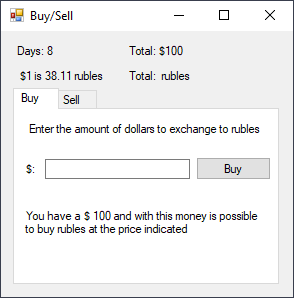 Buy/Sell
Days: 8 Total: $100
$1 is 38.11 rubles Total: rubles
Buy Sell
Enter the amount of dollars to exchange to rubles
$: Buy
You have a $ 100 and with this money is possible
to buy rubles at the price indicated